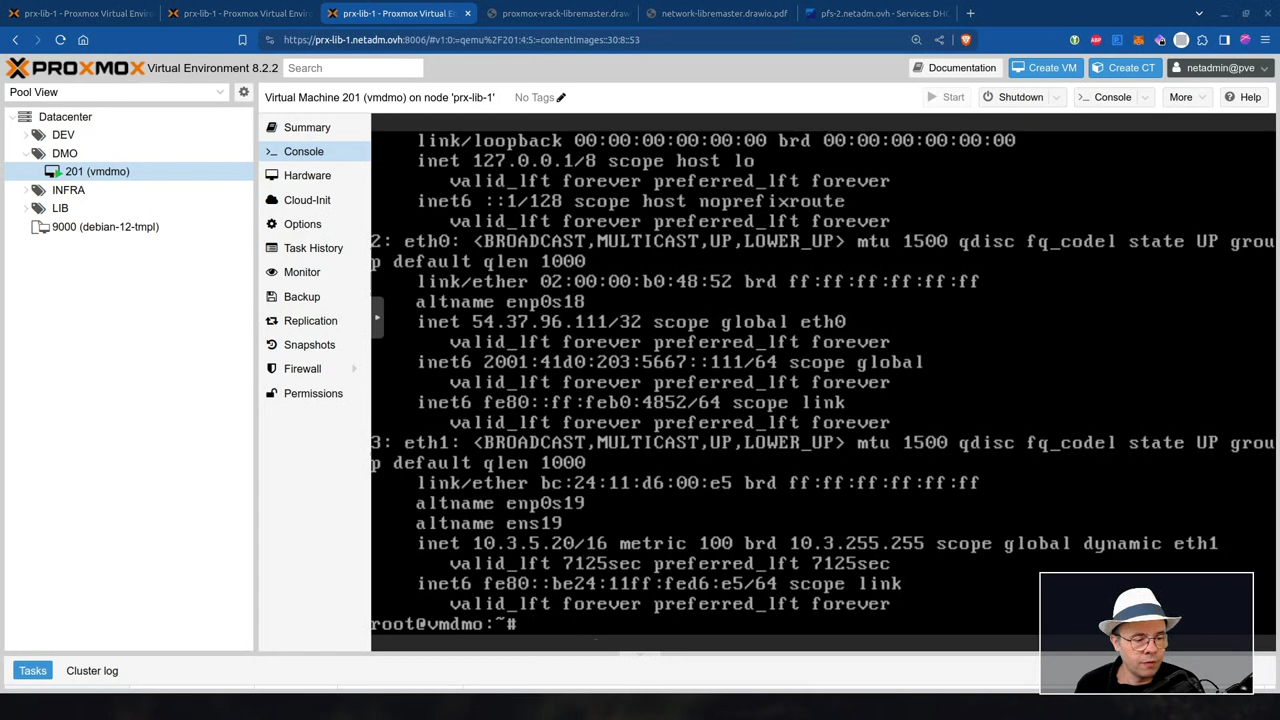 prx-lib-1 - Proxmox Virtual Enviro
prx-lib-1 - Proxmox Virtual Enviro
prx-lib-1 - Proxmox Virtual E
proxmox-vrack-libremaster.draw
network-libremaster.drawio.pdf
pfs-2.netadm.ovh - Services: DHC
https://prx-lib-1.netadm.ovh:8006/#v1:0:=qemu%2F201:4:5:=contentImages::30:8::53
PROXMOX Virtual Environment 8.2.2
Search
Documentation
Create VM
Create CT
netadmin@pve
Pool View
Datacenter
DEV
DMO
201 (vmdmo)
INFRA
LIB
9000 (debian-12-tmpl)
Virtual Machine 201 (vmdmo) on node 'prx-lib-1'
No Tags
Start
Shutdown
Console
More
Help
Summary
Console
Hardware
Cloud-Init
Options
Task History
Monitor
Backup
Replication
Snapshots
Firewall
Permissions
link/loopback 00:00:00:00:00:00 brd 00:00:00:00:00:00
inet 127.0.0.1/8 scope host lo
valid_lft forever preferred_lft forever
inet6 ::1/128 scope host noprefixroute
valid_lft forever preferred_lft forever
2: eth0: <BROADCAST,MULTICAST,UP,LOWER_UP> mtu 1500 qdisc fq_codel state UP grou
p default qlen 1000
link/ether 02:00:00:b0:48:52 brd ff:ff:ff:ff:ff:ff
altname enp0s18
inet 54.37.96.111/32 scope global eth0
valid_lft forever preferred_lft forever
inet6 2001:41d0:203:5667::111/64 scope global
valid_lft forever preferred_lft forever
inet6 fe80::ff:feb0:4852/64 scope link
valid_lft forever preferred_lft forever
3: eth1: <BROADCAST,MULTICAST,UP,LOWER_UP> mtu 1500 qdisc fq_codel state UP grou
p default qlen 1000
link/ether bc:24:11:d6:00:e5 brd ff:ff:ff:ff:ff:ff
altname enp0s19
altname ens19
inet 10.3.5.20/16 metric 100 brd 10.3.255.255 scope global dynamic eth1
valid_lft 7125sec preferred_lft 7125sec
inet6 fe80::be24:11ff:fed6:e5/64 scope link
valid_lft forever preferred_lft forever
root@vmdmo:~#
Tasks
Cluster log